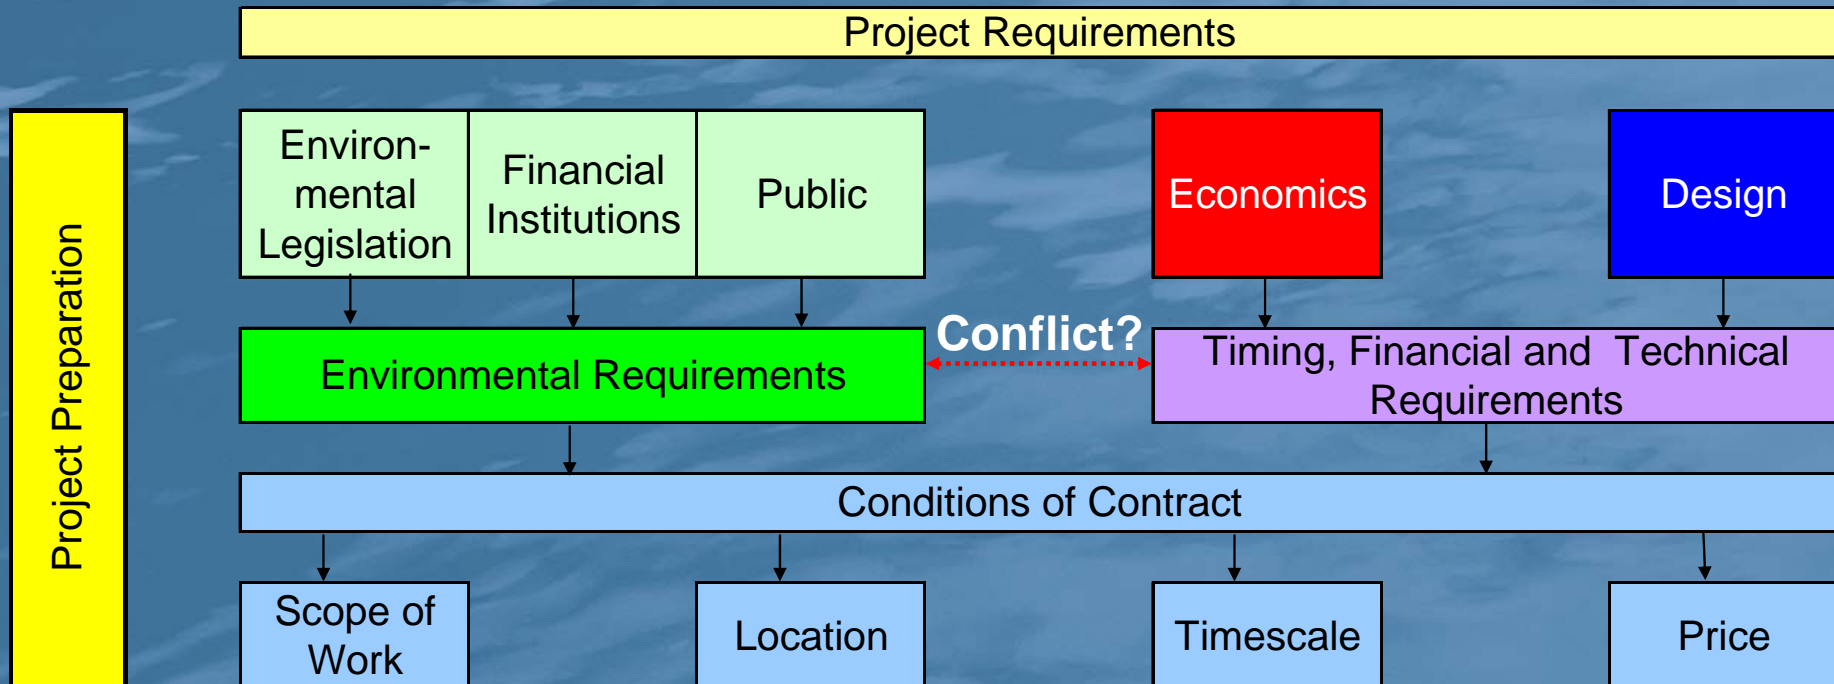 Project Requirements
Project Preparation
Environ-
mental
Legislation
Financial
Institutions
Public
Economics
Design
Environmental Requirements
Conflict?
Timing, Financial and Technical
Requirements
Conditions of Contract
Scope of
Work
Location
Timescale
Price